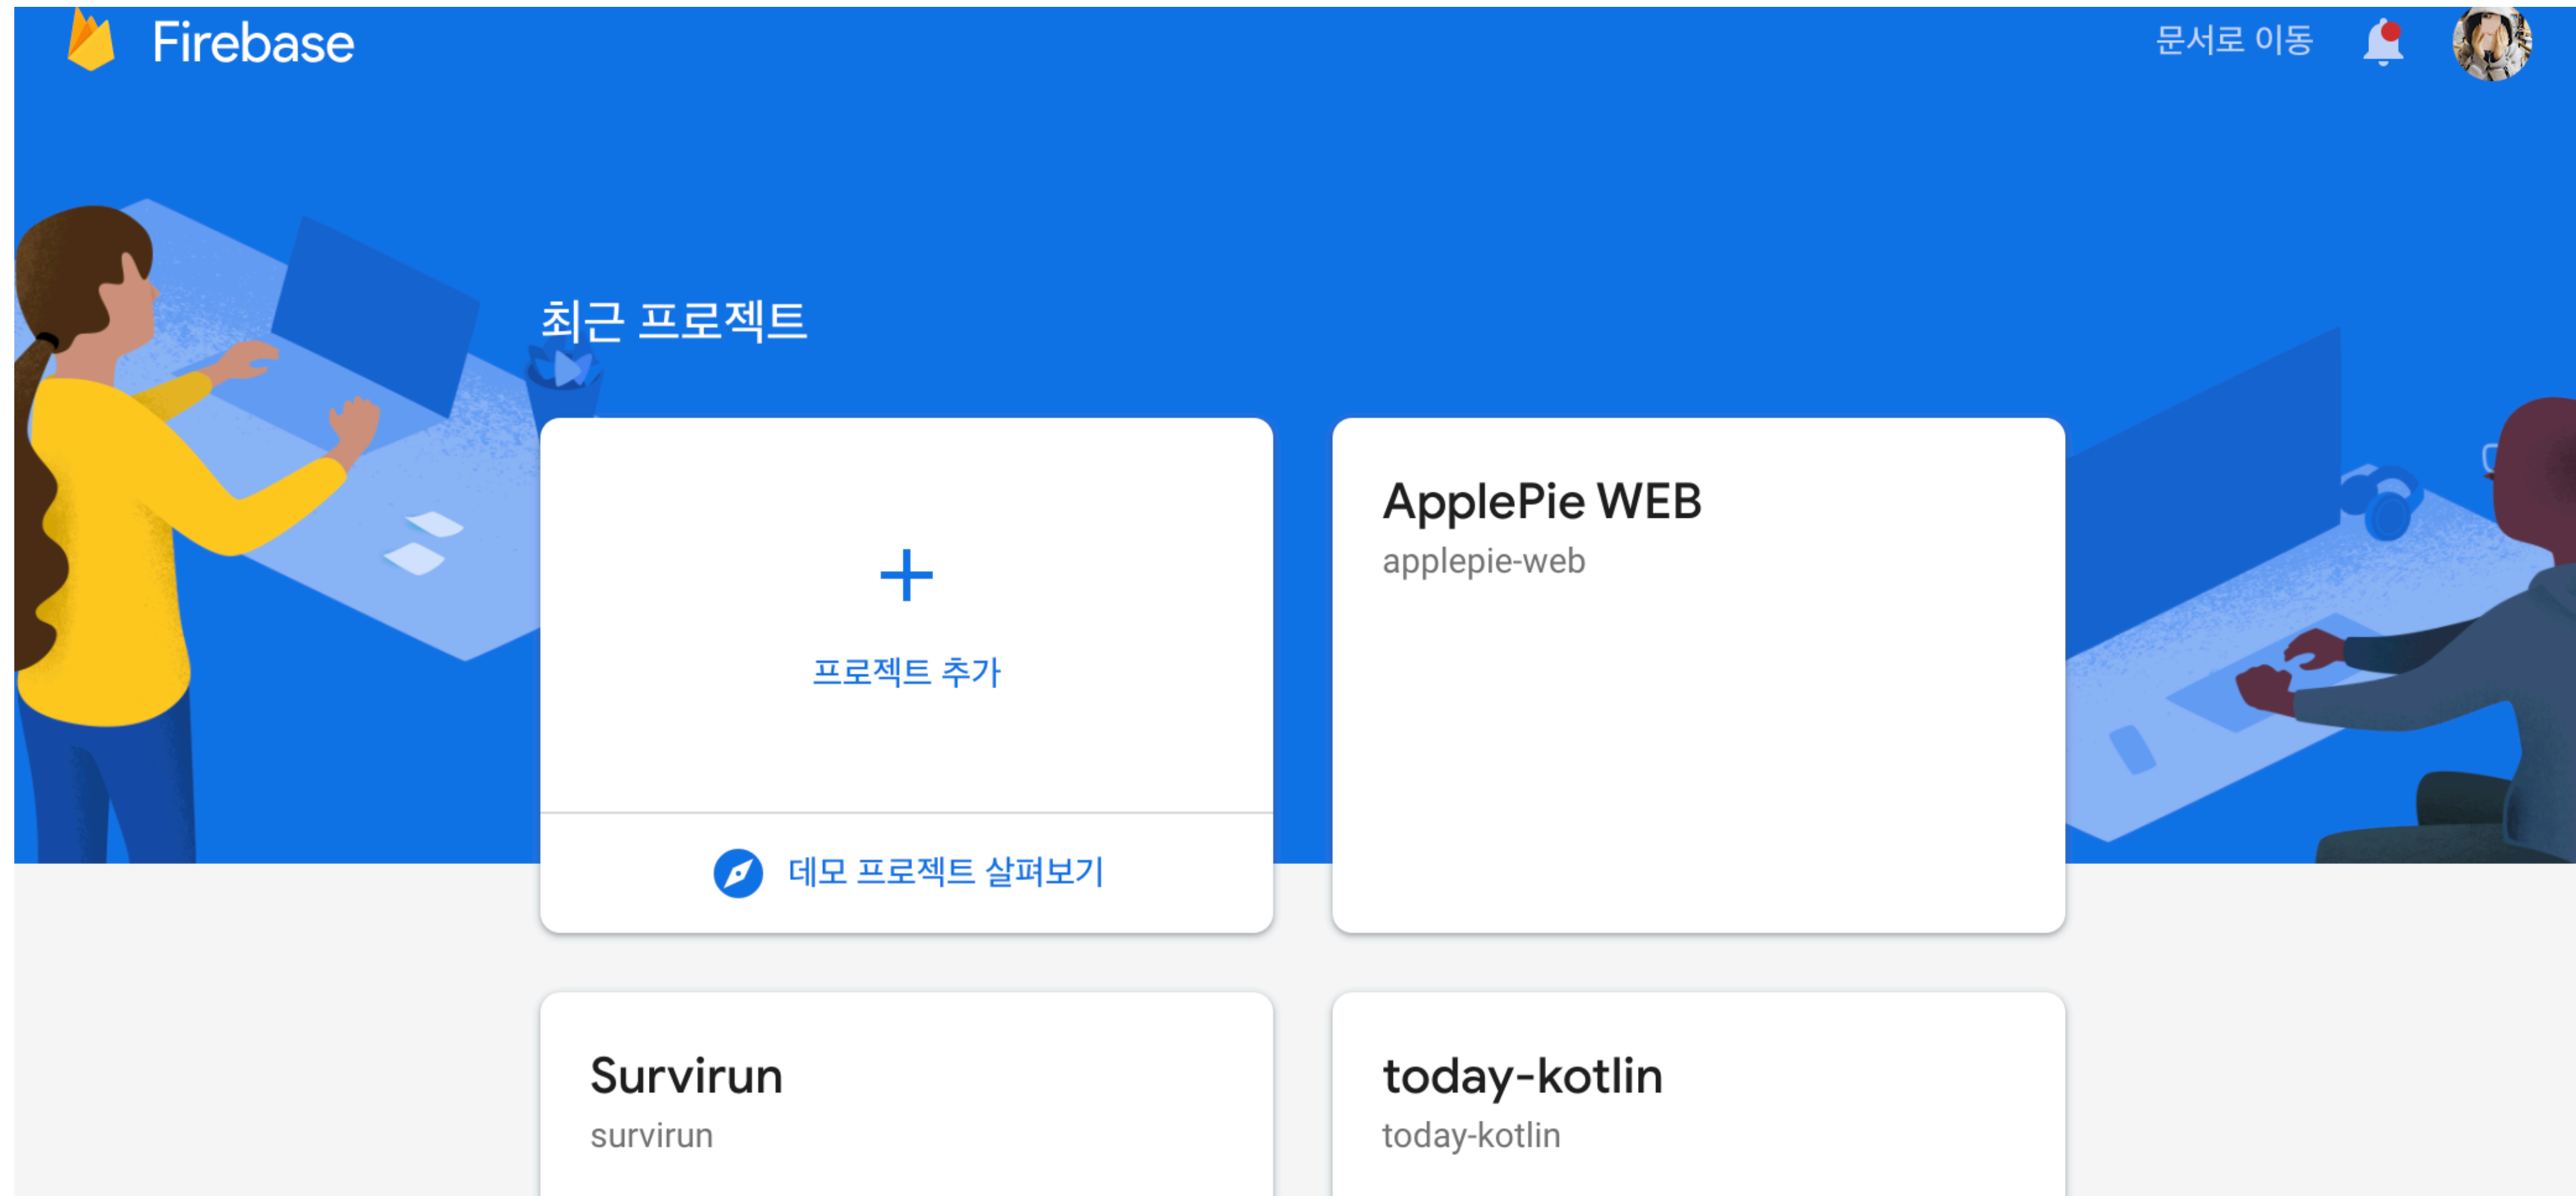 Firebase
문서로 이동
최근 프로젝트
프로젝트 추가
데모 프로젝트 살펴보기
ApplePie WEB
applepie-web
Survirun
survirun
today-kotlin
today-kotlin